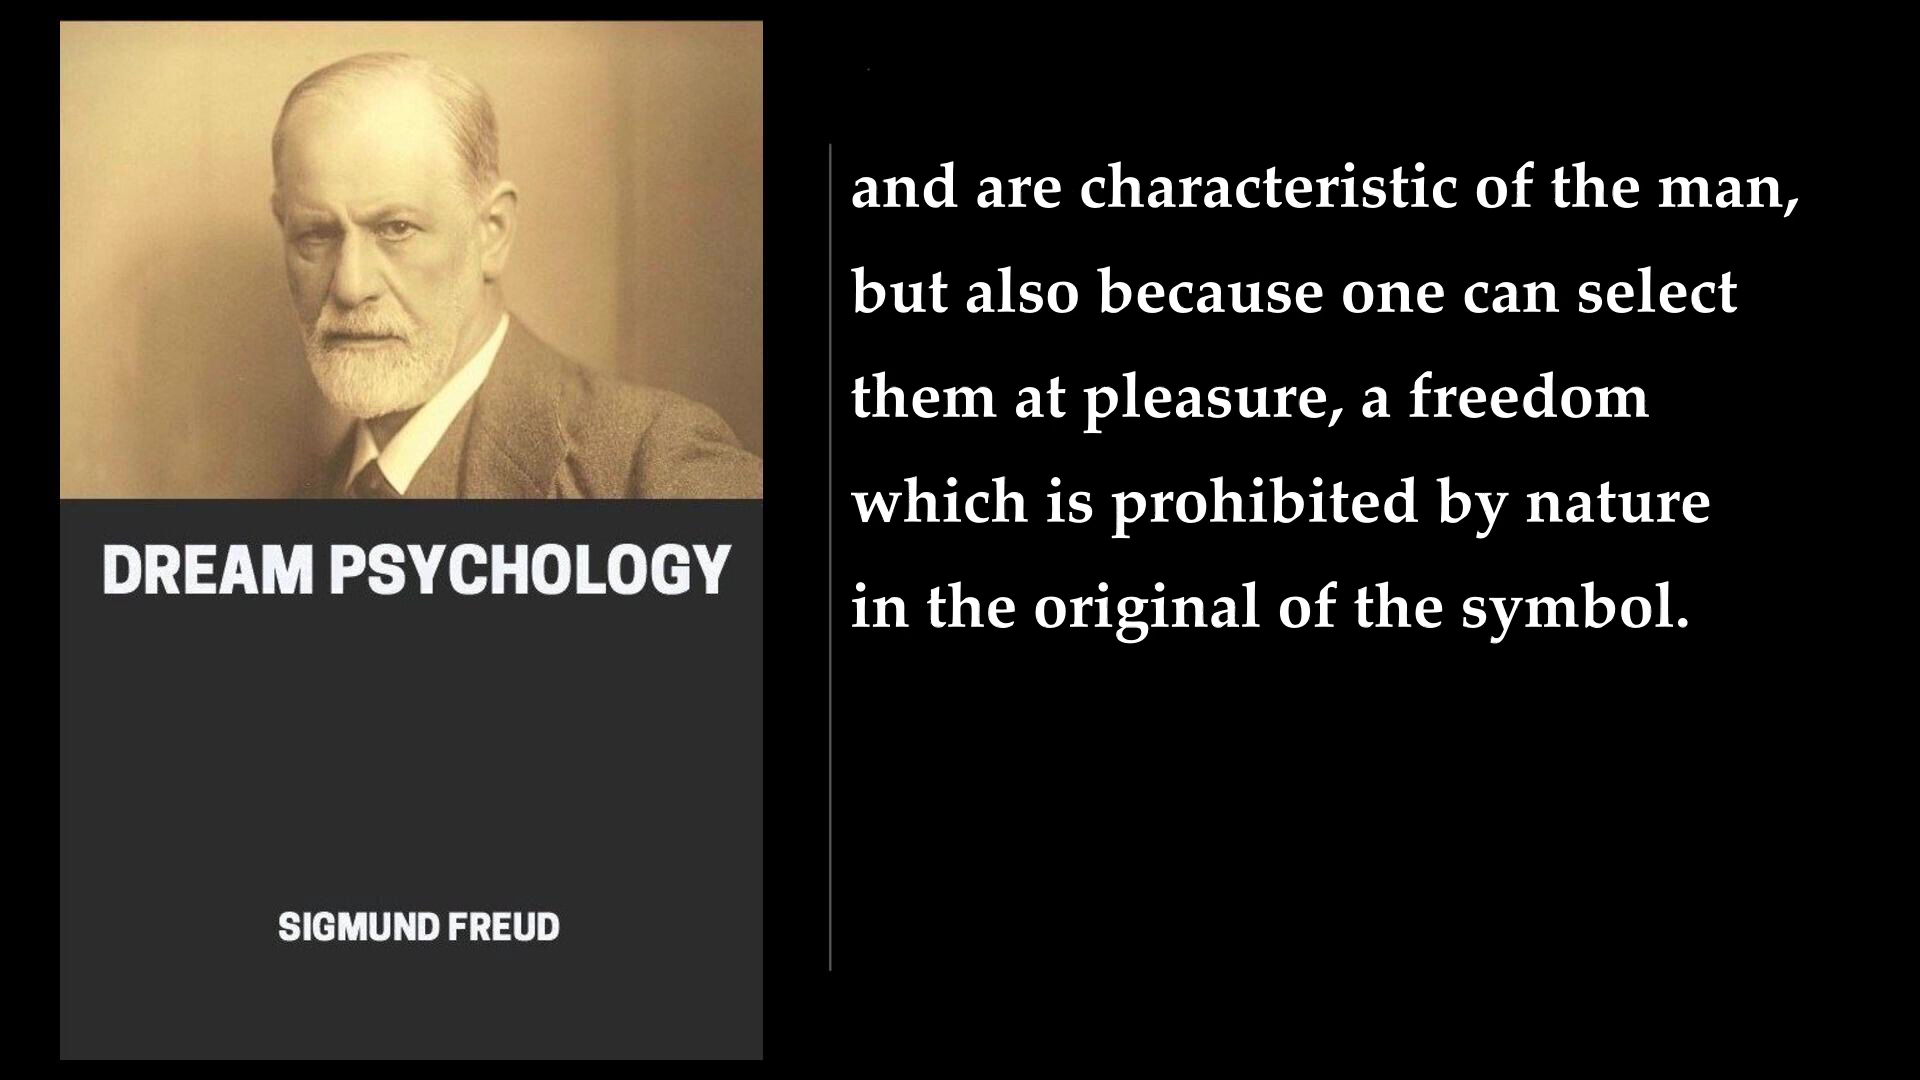 DREAM PSYCHOLOGY
SIGMUND FREUD
and are characteristic of the man,
but also because one can select
them at pleasure, a freedom
which is prohibited by nature
in the original of the symbol.